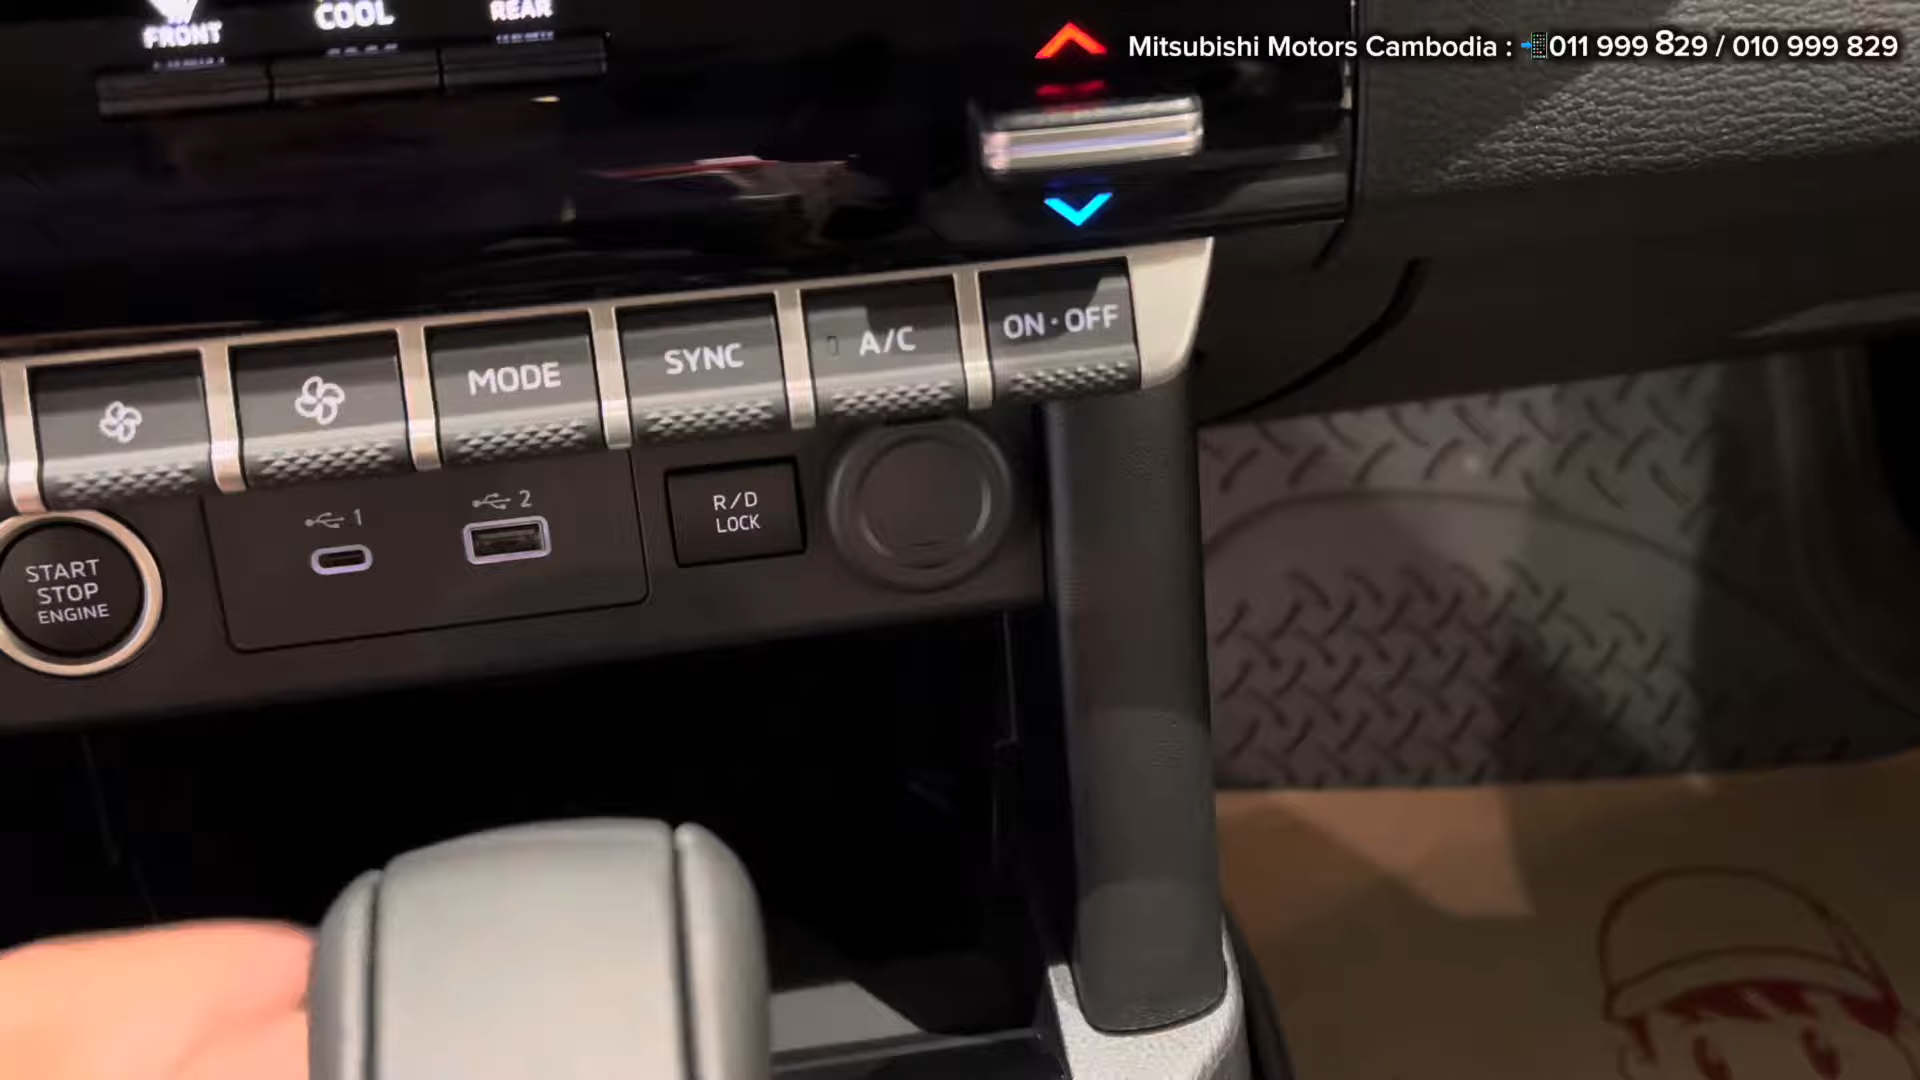 FRONT
COOL
REAR
Mitsubishi Motors Cambodia : 📲011 999 829 / 010 999 829
MODE
SYNC
A/C
ON·OFF
1
2
R/D
LOCK
START
STOP
ENGINE